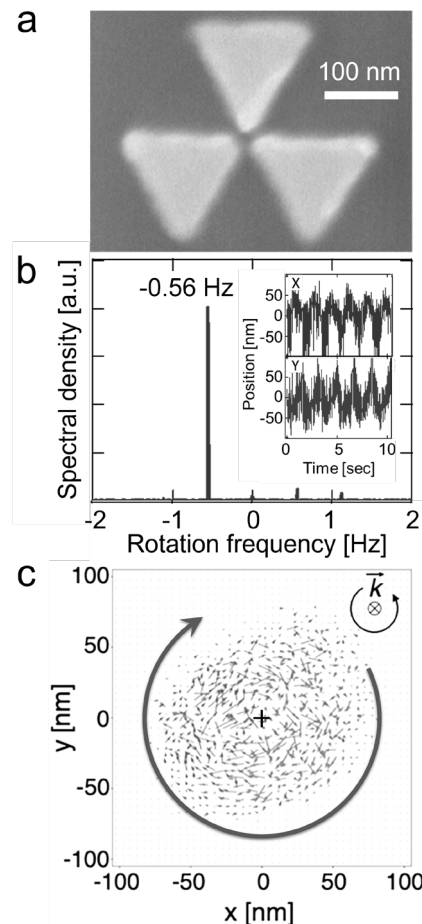 a
100 nm
b
-0.56 Hz
Spectral density [a.u.]
X
50
0
-50
Y
50
0
-50
Position [nm]
0 5 10
Time [sec]
-2 -1 0 1 2
Rotation frequency [Hz]
c
k
100
50
0
-50
-100
y [nm]
-100 -50 0 50 100
x [nm]